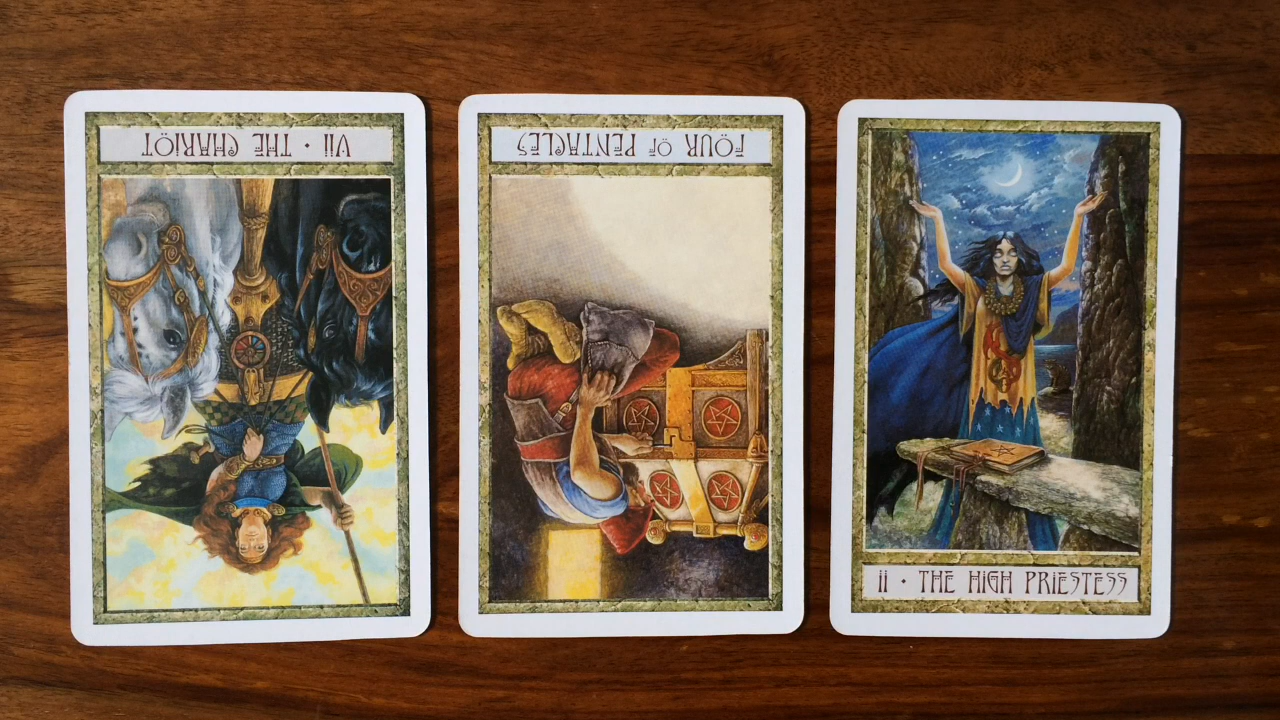 VII • THE CHARIOT
FOUR OF PENTACLES
ii • THE HIGH PRIESTESS